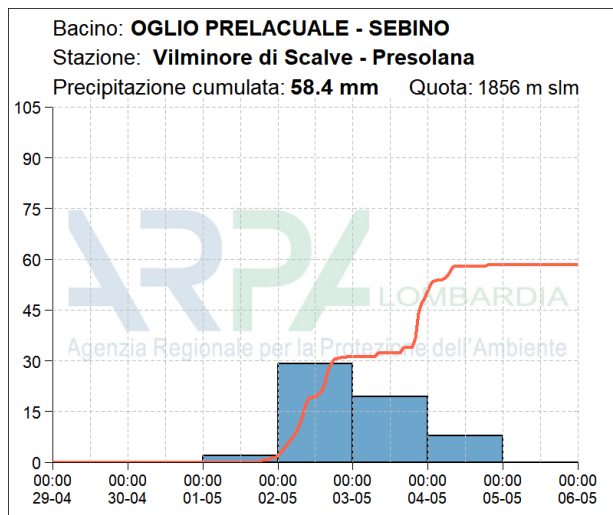 Bacino: OGLIO PRELACUALE - SEBINO
Stazione: Vilminore di Scalve - Presolana
Precipitazione cumulata: 58.4 mm Quota: 1856 m slm
105
90
75
60
45
30
15
0
ARPA
LOMBARDIA
Agenzia Regionale per la Protezione dell'Ambiente
00:00 00:00 00:00 00:00 00:00 00:00 00:00 00:00
29-04 30-04 01-05 02-05 03-05 04-05 05-05 06-05